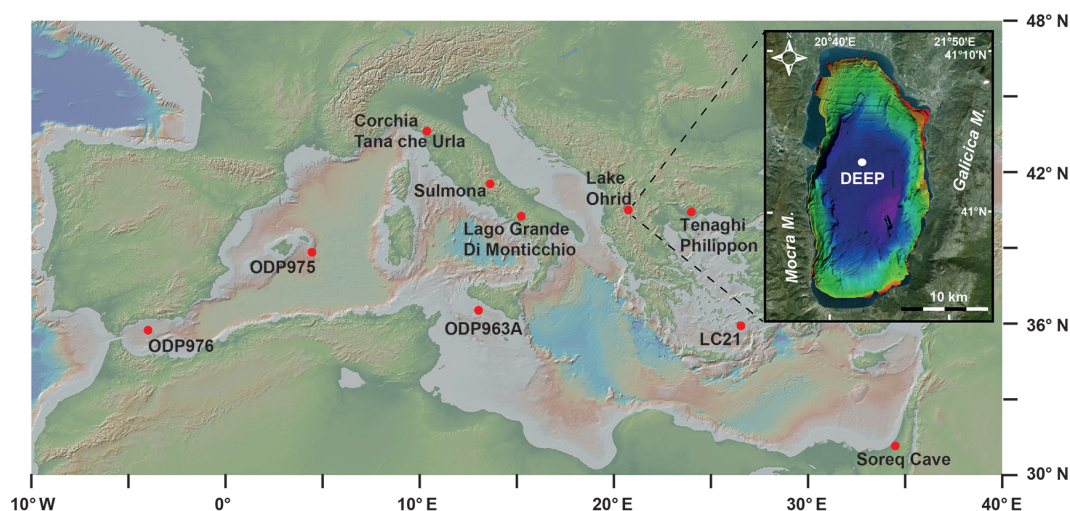 48° N
N
20°40'E
21°50'E
41°10'N
Corchia
Tana che Urla
Galicica M.
DEEP
Lake
Ohrid
42° N
Sulmona
41°N
Tenaghi
Philippon
Lago Grande
Di Monticchio
Mocra M.
ODP975
10 km
ODP963A
36° N
LC21
ODP976
Soreq Cave
30° N
10° W
0°
10° E
20° E
30° E
40° E